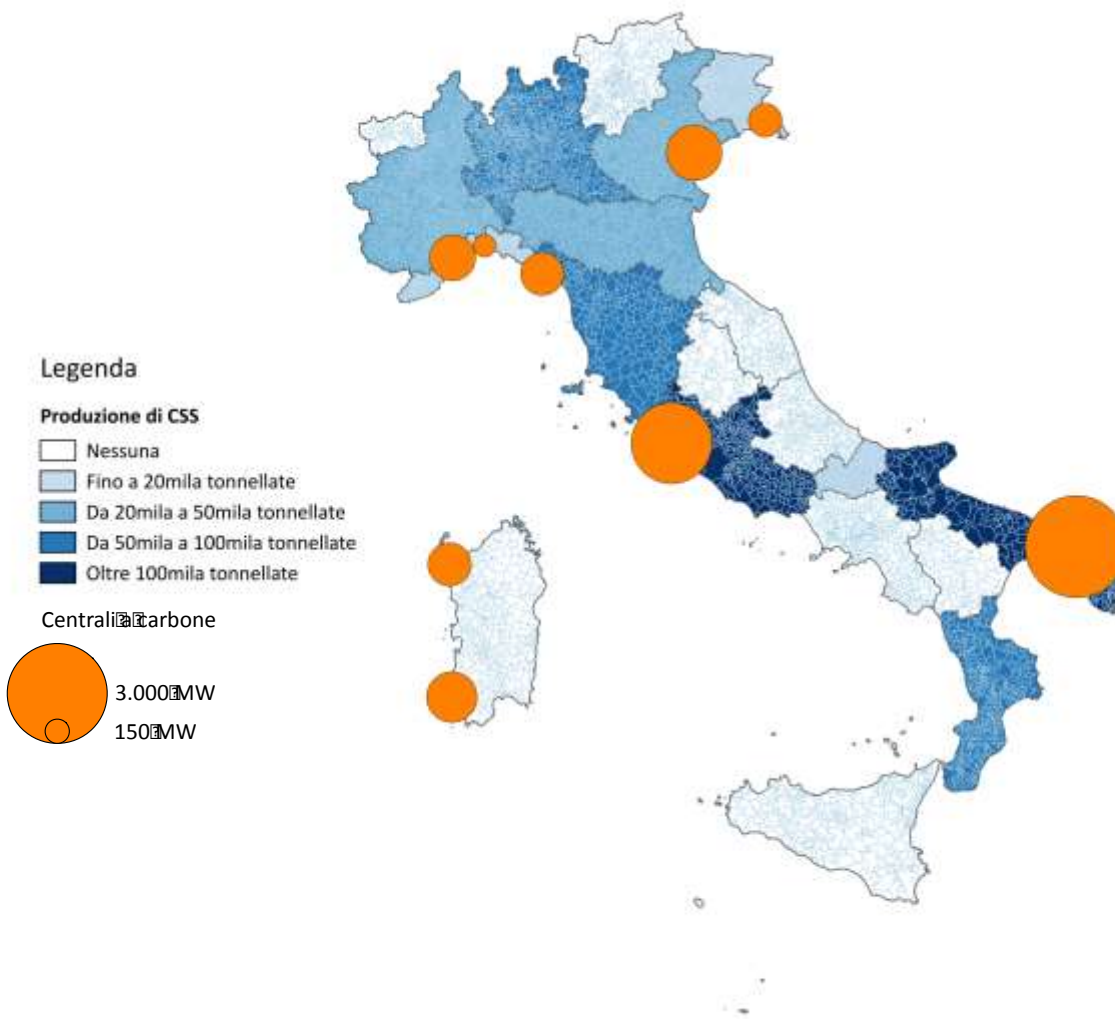 Legenda
Produzione di CSS
Nessuna
Fino a 20mila tonnellate
Da 20mila a 50mila tonnellate
Da 50mila a 100mila tonnellate
Oltre 100mila tonnellate
Centrali a carbone
3.000 MW
150 MW